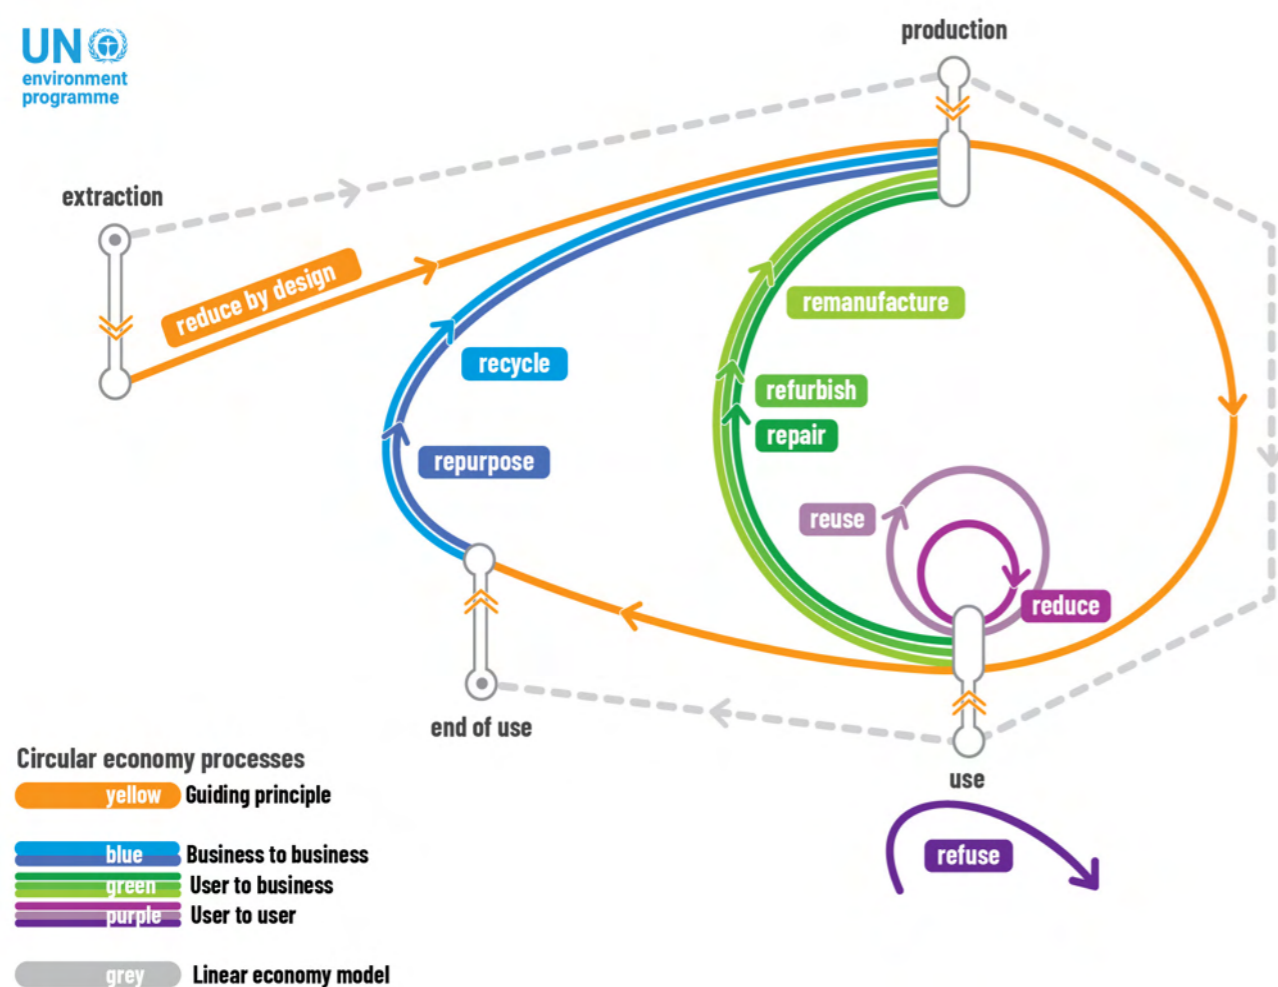 UN
environment
programme
production
extraction
reduce by design
remanufacture
recycle
refurbish
repair
repurpose
reuse
reduce
end of use
use
refuse
Circular economy processes
yellow Guiding principle
blue Business to business
green User to business
purple User to user
grey Linear economy model